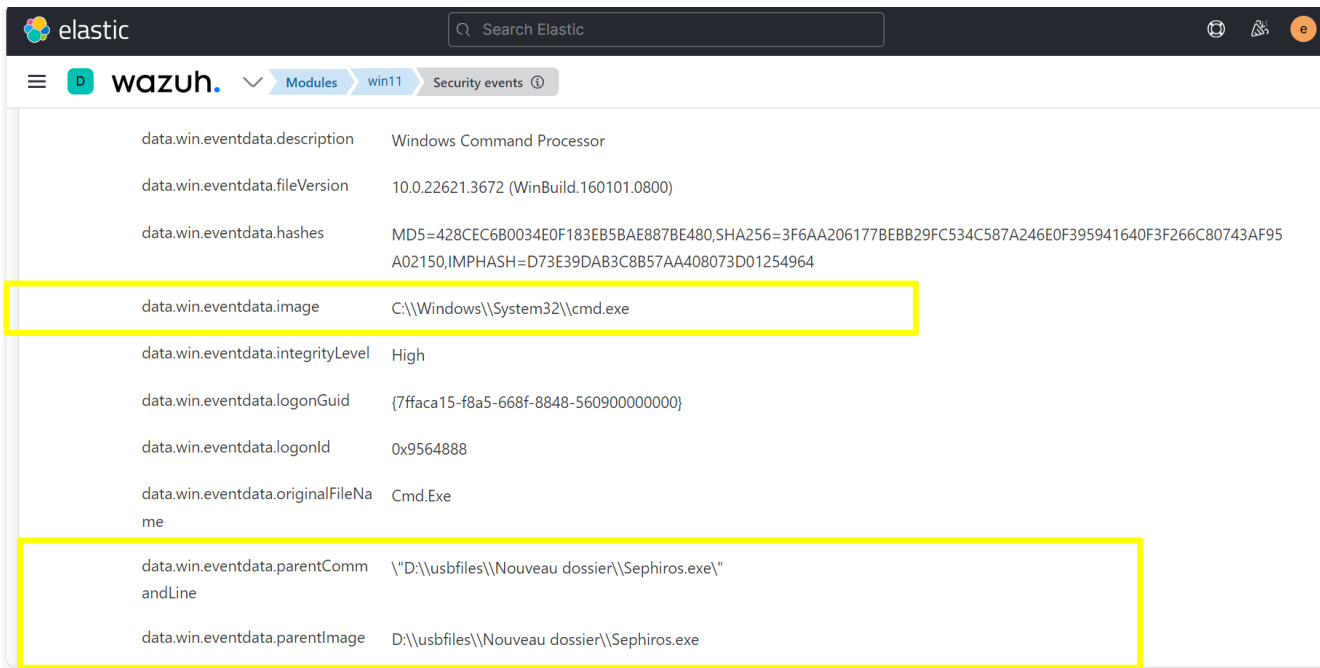 elastic
Search Elastic
e
D
wazuh.
Modules
win11
Security events
data.win.eventdata.description Windows Command Processor
data.win.eventdata.fileVersion 10.0.22621.3672 (WinBuild.160101.0800)
data.win.eventdata.hashes MD5=428CEC6B0034E0F183EB5BAE887BE480,SHA256=3F6AA206177BEBB29FC534C587A246E0F395941640F3F266C80743AF95
A02150,IMPHASH=D73E39DAB3C8B57AA408073D01254964
data.win.eventdata.image C:\\Windows\\System32\\cmd.exe
data.win.eventdata.integrityLevel High
data.win.eventdata.logonGuid {7ffaca15-f8a5-668f-8848-560900000000}
data.win.eventdata.logonId 0x9564888
data.win.eventdata.originalFileNa Cmd.Exe
me
data.win.eventdata.parentComm \"D:\\usbfiles\\Nouveau dossier\\Sephiros.exe\"
andLine
data.win.eventdata.parentImage D:\\usbfiles\\Nouveau dossier\\Sephiros.exe